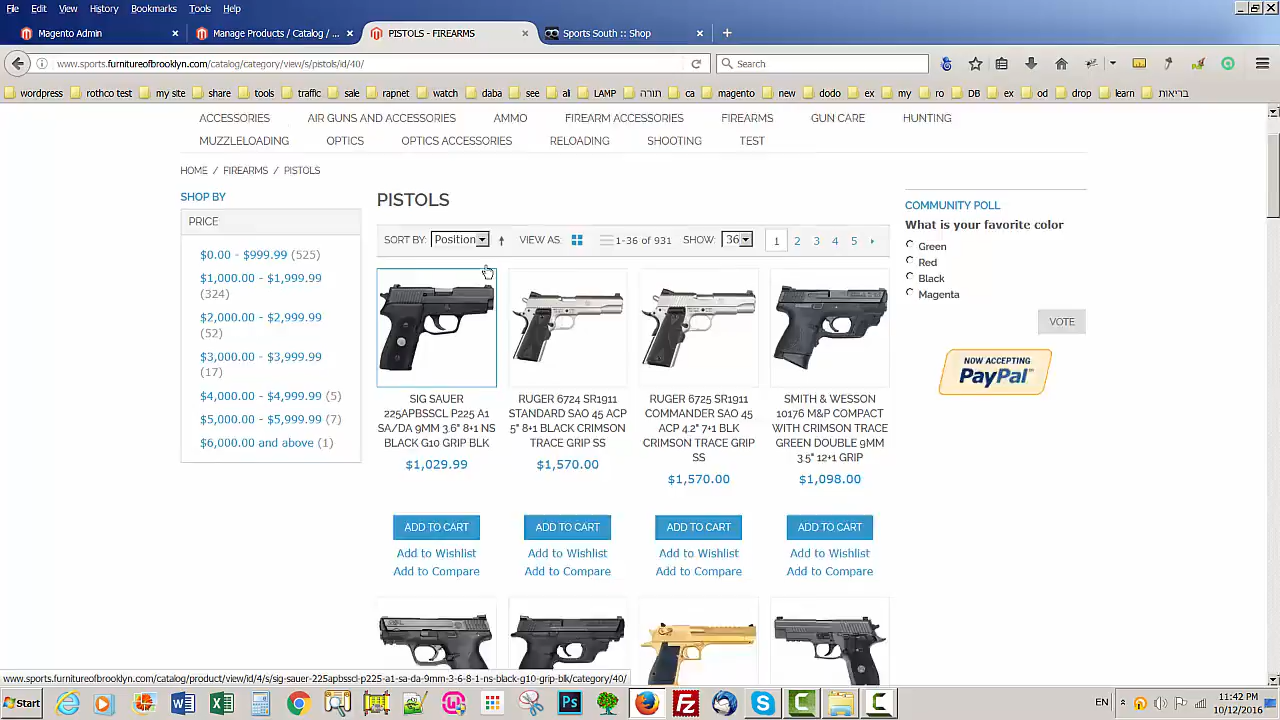 File Edit View History Bookmarks Tools Help
Magento Admin × Manage Products / Catalog / ... × PISTOLS - FIREARMS × Sports South :: Shop × +
www.sports.furnitureofbrooklyn.com/catalog/category/view/s/pistols/id/40/ Search
wordpress rothco test my site share tools traffic sale rapnet watch daba see ali LAMP תורה ca magento new dodo ex my ro DB ex od drop learn בריאות
ACCESSORIES AIR GUNS AND ACCESSORIES AMMO FIREARM ACCESSORIES FIREARMS GUN CARE HUNTING
MUZZLELOADING OPTICS OPTICS ACCESSORIES RELOADING SHOOTING TEST
HOME / FIREARMS / PISTOLS
SHOP BY
PRICE
$0.00 - $999.99 (525)
$1,000.00 - $1,999.99
(324)
$2,000.00 - $2,999.99
(52)
$3,000.00 - $3,999.99
(17)
$4,000.00 - $4,999.99 (5)
$5,000.00 - $5,999.99 (7)
$6,000.00 and above (1)
PISTOLS
SORT BY: Position VIEW AS: 1-36 of 931 SHOW: 36 1 2 3 4 5
SIG SAUER
225APBSSCL P225 A1
SA/DA 9MM 3.6" 8+1 NS
BLACK G10 GRIP BLK
$1,029.99
ADD TO CART
Add to Wishlist
Add to Compare
RUGER 6724 SR1911
STANDARD SAO 45 ACP
5" 8+1 BLACK CRIMSON
TRACE GRIP SS
$1,570.00
ADD TO CART
Add to Wishlist
Add to Compare
RUGER 6725 SR1911
COMMANDER SAO 45
ACP 4.2" 7+1 BLK
CRIMSON TRACE GRIP
SS
$1,570.00
ADD TO CART
Add to Wishlist
Add to Compare
SMITH & WESSON
10176 M&P COMPACT
WITH CRIMSON TRACE
GREEN DOUBLE 9MM
3.5" 12+1 GRIP
$1,098.00
ADD TO CART
Add to Wishlist
Add to Compare
COMMUNITY POLL
What is your favorite color
Green
Red
Black
Magenta
VOTE
NOW ACCEPTING
PayPal
www.sports.furnitureofbrooklyn.com/catalog/product/view/id/4/s/sig-sauer-225apbsscl-p225-a1-sa-da-9mm-3-6-8-1-ns-black-g10-grip-blk/category/40/
Start EN 11:42 PM
10/12/2016